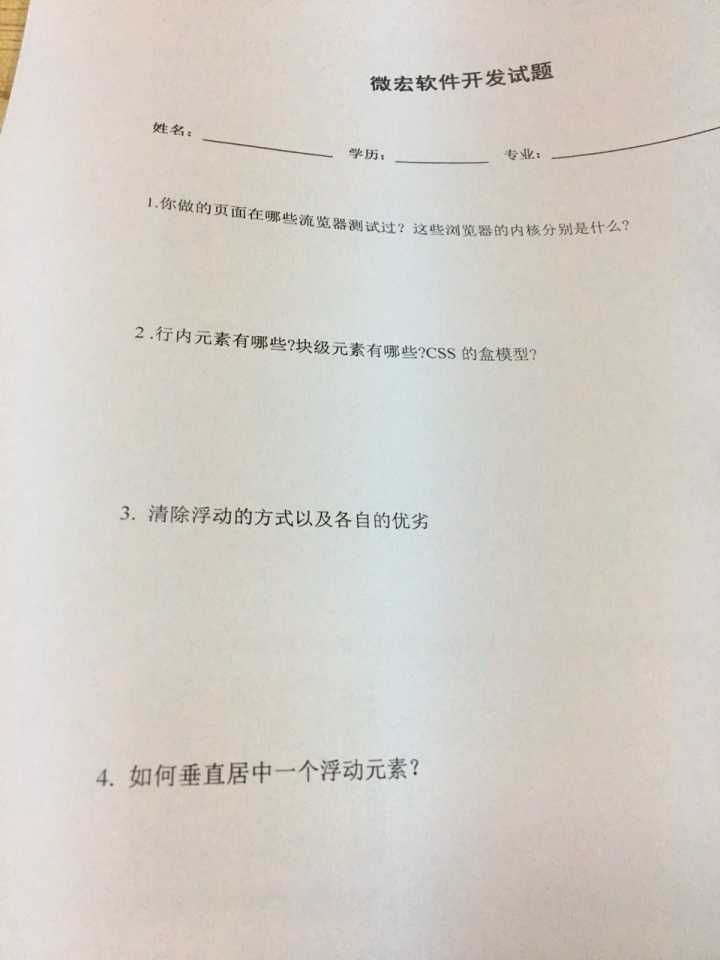 微宏软件开发试题
姓名： 学历： 专业：
1.你做的页面在哪些流览器测试过？这些浏览器的内核分别是什么？
2 .行内元素有哪些?块级元素有哪些?CSS 的盒模型?
3. 清除浮动的方式以及各自的优劣
4. 如何垂直居中一个浮动元素？